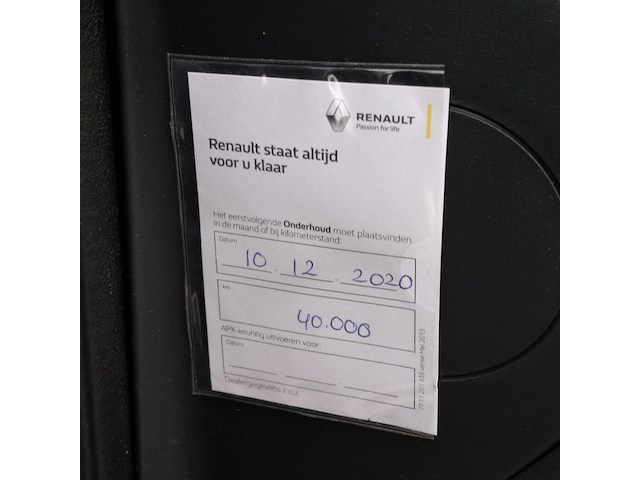 RENAULT
Passion for life
Renault staat altijd
voor u klaar
Het eerstvolgende Onderhoud moet plaatsvinden
in de maand of bij kilometerstand:
Datum
10 . 12 . 2020
km
40.000
APK-keuring uitvoeren voor:
Datum
Dealergegevens z.o.z.